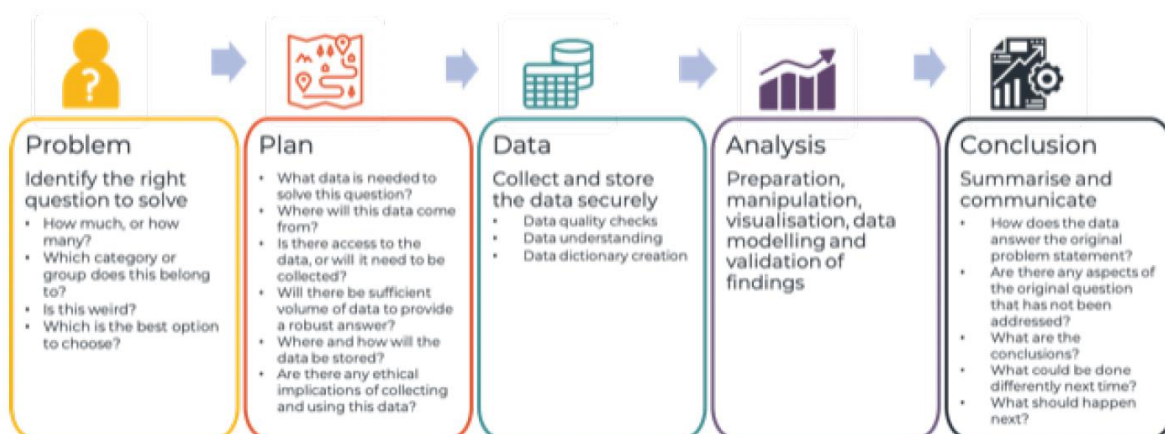 ?
Problem
Identify the right
question to solve
• How much, or how
many?
• Which category or
group does this belong
to?
• Is this weird?
• Which is the best option
to choose?
Plan
• What data is needed to
solve this question?
• Where will this data come
from?
• Is there access to the
data, or will it need to be
collected?
• Will there be sufficient
volume of data to provide
a robust answer?
• Where and how will the
data be stored?
• Are there any ethical
implications of collecting
and using this data?
Data
Collect and store
the data securely
• Data quality checks
• Data understanding
• Data dictionary creation
Analysis
Preparation,
manipulation,
visualisation, data
modelling and
validation of
findings
Conclusion
Summarise and
communicate
• How does the data
answer the original
problem statement?
• Are there any aspects of
the original question
that has not been
addressed?
• What are the
conclusions?
• What could be done
differently next time?
• What should happen
next?